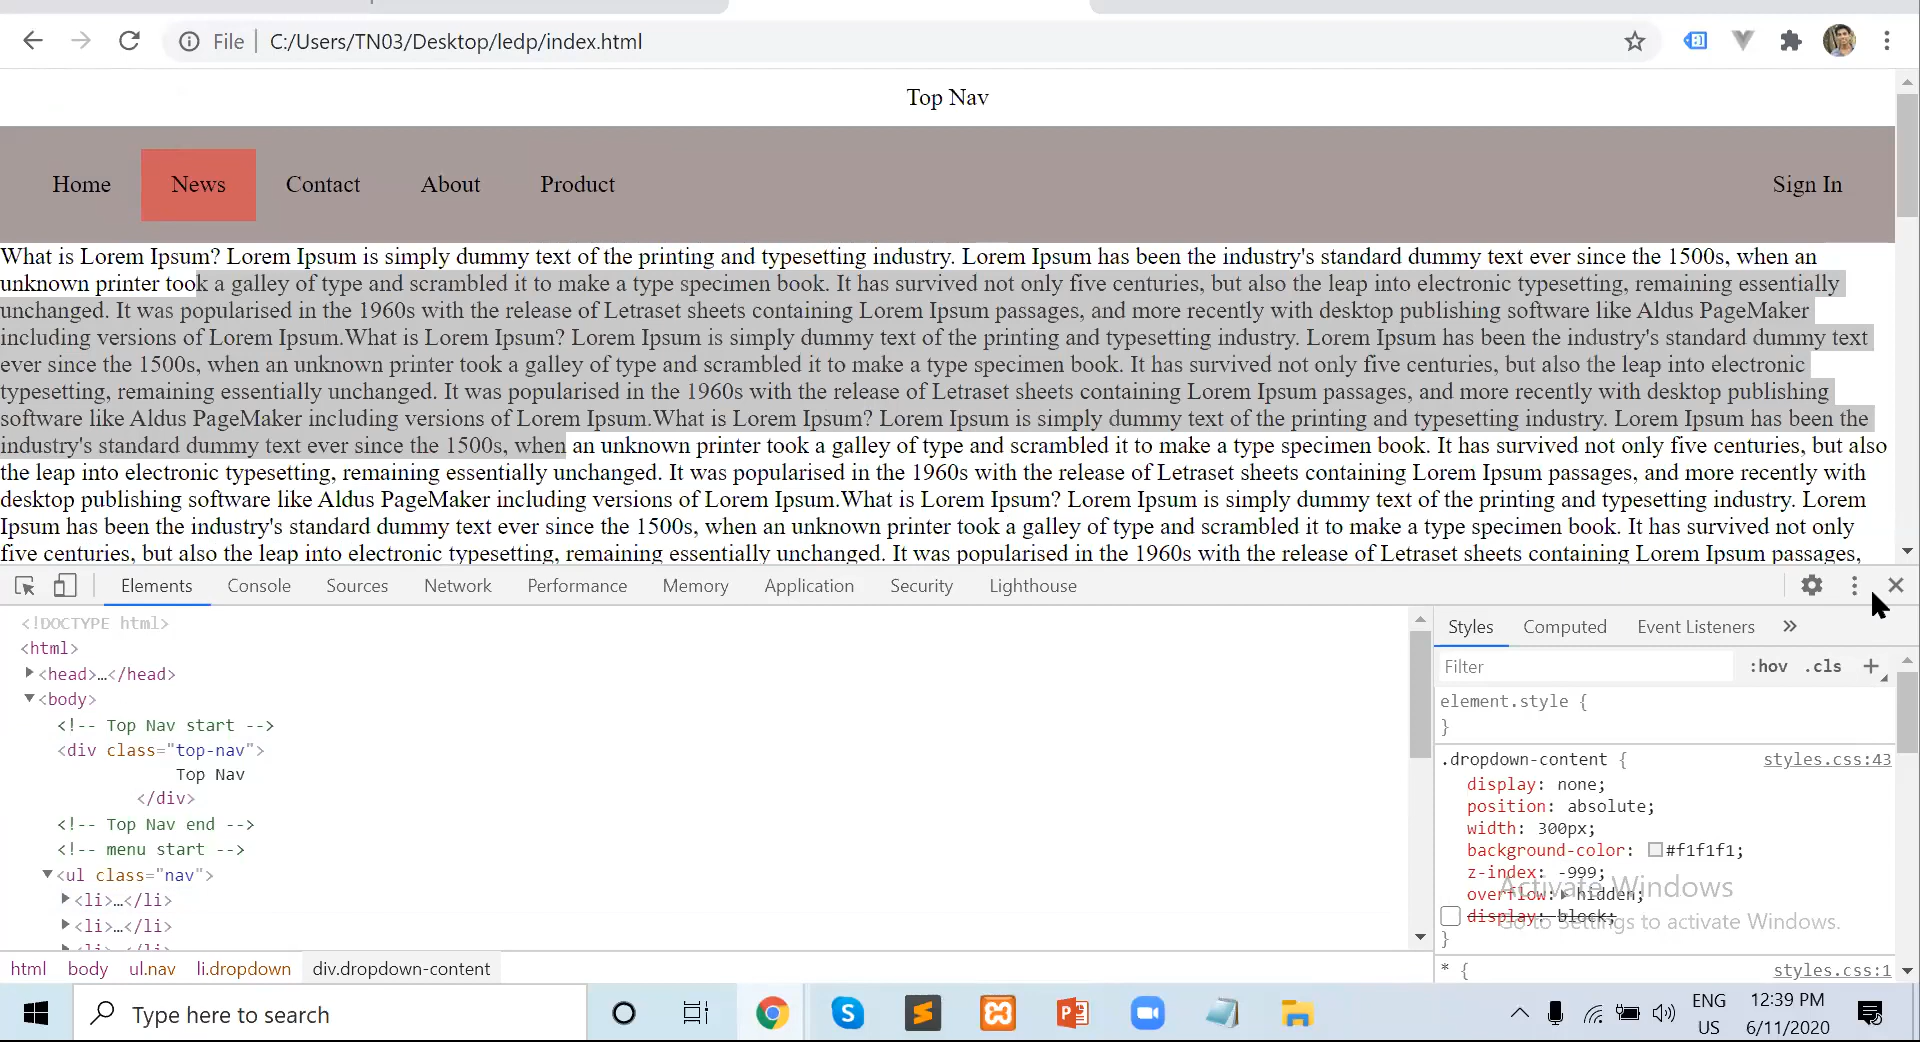 File C:/Users/TN03/Desktop/ledp/index.html
Top Nav
Home News Contact About Product Sign In
What is Lorem Ipsum? Lorem Ipsum is simply dummy text of the printing and typesetting industry. Lorem Ipsum has been the industry's standard dummy text ever since the 1500s, when an
unknown printer took a galley of type and scrambled it to make a type specimen book. It has survived not only five centuries, but also the leap into electronic typesetting, remaining essentially
unchanged. It was popularised in the 1960s with the release of Letraset sheets containing Lorem Ipsum passages, and more recently with desktop publishing software like Aldus PageMaker
including versions of Lorem Ipsum.What is Lorem Ipsum? Lorem Ipsum is simply dummy text of the printing and typesetting industry. Lorem Ipsum has been the industry's standard dummy text
ever since the 1500s, when an unknown printer took a galley of type and scrambled it to make a type specimen book. It has survived not only five centuries, but also the leap into electronic
typesetting, remaining essentially unchanged. It was popularised in the 1960s with the release of Letraset sheets containing Lorem Ipsum passages, and more recently with desktop publishing
software like Aldus PageMaker including versions of Lorem Ipsum.What is Lorem Ipsum? Lorem Ipsum is simply dummy text of the printing and typesetting industry. Lorem Ipsum has been the
industry's standard dummy text ever since the 1500s, when an unknown printer took a galley of type and scrambled it to make a type specimen book. It has survived not only five centuries, but also
the leap into electronic typesetting, remaining essentially unchanged. It was popularised in the 1960s with the release of Letraset sheets containing Lorem Ipsum passages, and more recently with
desktop publishing software like Aldus PageMaker including versions of Lorem Ipsum.What is Lorem Ipsum? Lorem Ipsum is simply dummy text of the printing and typesetting industry. Lorem
Ipsum has been the industry's standard dummy text ever since the 1500s, when an unknown printer took a galley of type and scrambled it to make a type specimen book. It has survived not only
five centuries, but also the leap into electronic typesetting, remaining essentially unchanged. It was popularised in the 1960s with the release of Letraset sheets containing Lorem Ipsum passages,
Elements Console Sources Network Performance Memory Application Security Lighthouse
<!DOCTYPE html>
<html>
<head>…</head>
<body>
<!-- Top Nav start -->
<div class="top-nav">
Top Nav
</div>
<!-- Top Nav end -->
<!-- menu start -->
<ul class="nav">
<li>…</li>
<li>…</li>
<li>…</li>
html body ul.nav li.dropdown div.dropdown-content
Styles Computed Event Listeners »
Filter :hov .cls +
element.style {
}
.dropdown-content { styles.css:43
display: none;
position: absolute;
width: 300px;
background-color: #f1f1f1;
z-index: -999;
overflow: hidden;
display: block;
}
* { styles.css:1
Activate Windows
Go to Settings to activate Windows.
Type here to search
ENG
US
12:39 PM
6/11/2020